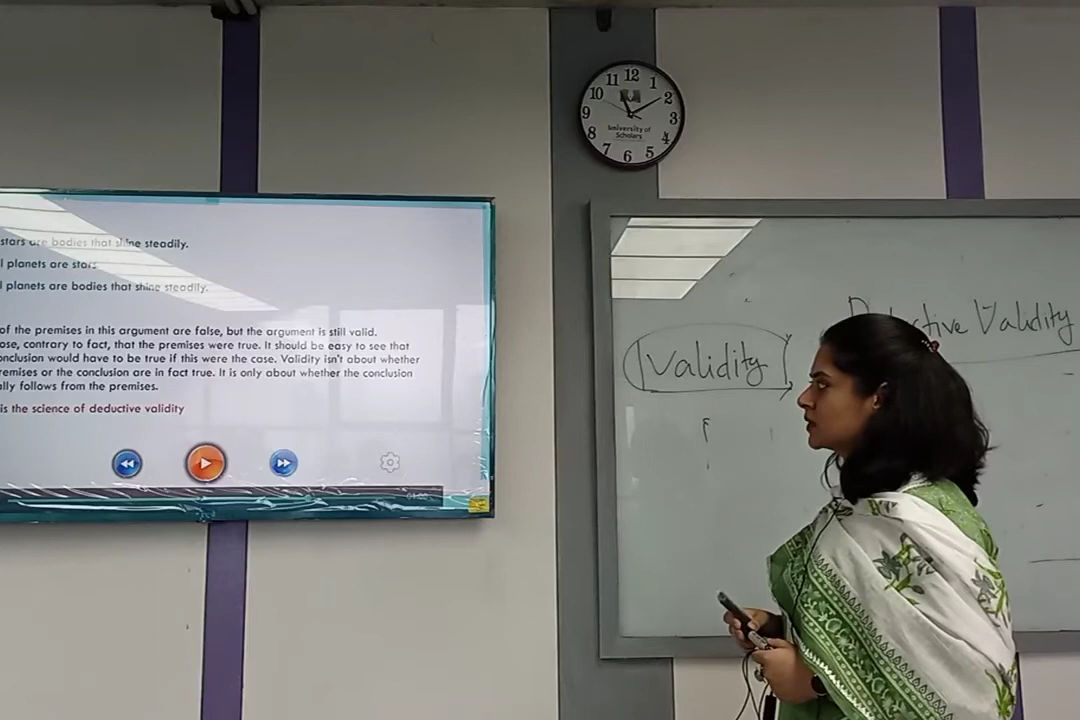 stars are bodies that shine steadily.
l planets are stars
l planets are bodies that shine steadily.
of the premises in this argument are false, but the argument is still valid.
ose, contrary to fact, that the premises were true. It should be easy to see that
onclusion would have to be true if this were the case. Validity isn't about whether
remises or the conclusion are in fact true. It is only about whether the conclusion
ally follows from the premises.
is the science of deductive validity
12
11 1
10 2
9 3
University of
Scholars
8 4
7 6 5
Validity
Validity